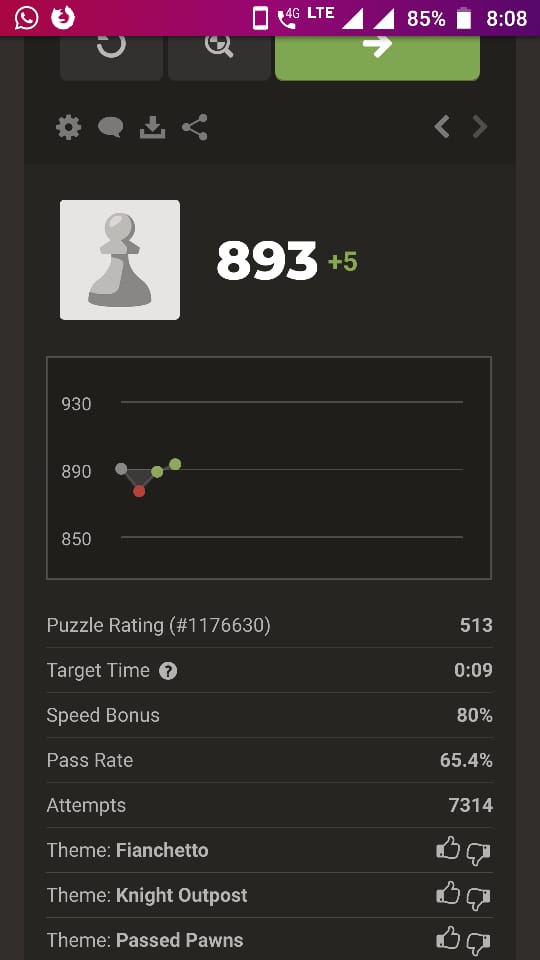 4G LTE 85% 8:08
893 +5
930
890
850
Puzzle Rating (#1176630) 513
Target Time ? 0:09
Speed Bonus 80%
Pass Rate 65.4%
Attempts 7314
Theme: Fianchetto
Theme: Knight Outpost
Theme: Passed Pawns